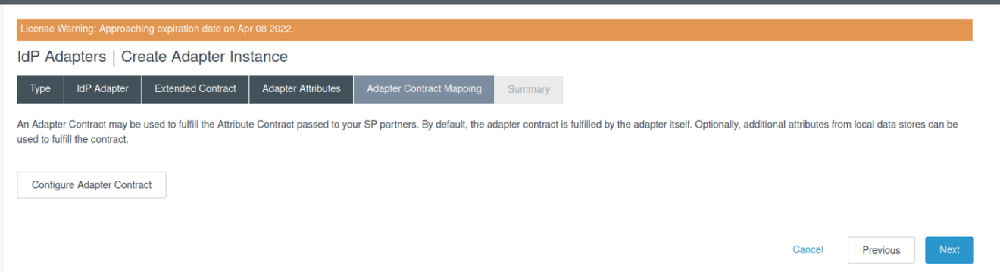 License Warning: Approaching expiration date on Apr 08 2022.
IdP Adapters | Create Adapter Instance
Type IdP Adapter Extended Contract Adapter Attributes Adapter Contract Mapping Summary
An Adapter Contract may be used to fulfill the Attribute Contract passed to your SP partners. By default, the adapter contract is fulfilled by the adapter itself. Optionally, additional attributes from local data stores can be
used to fulfill the contract.
Configure Adapter Contract
Cancel Previous Next